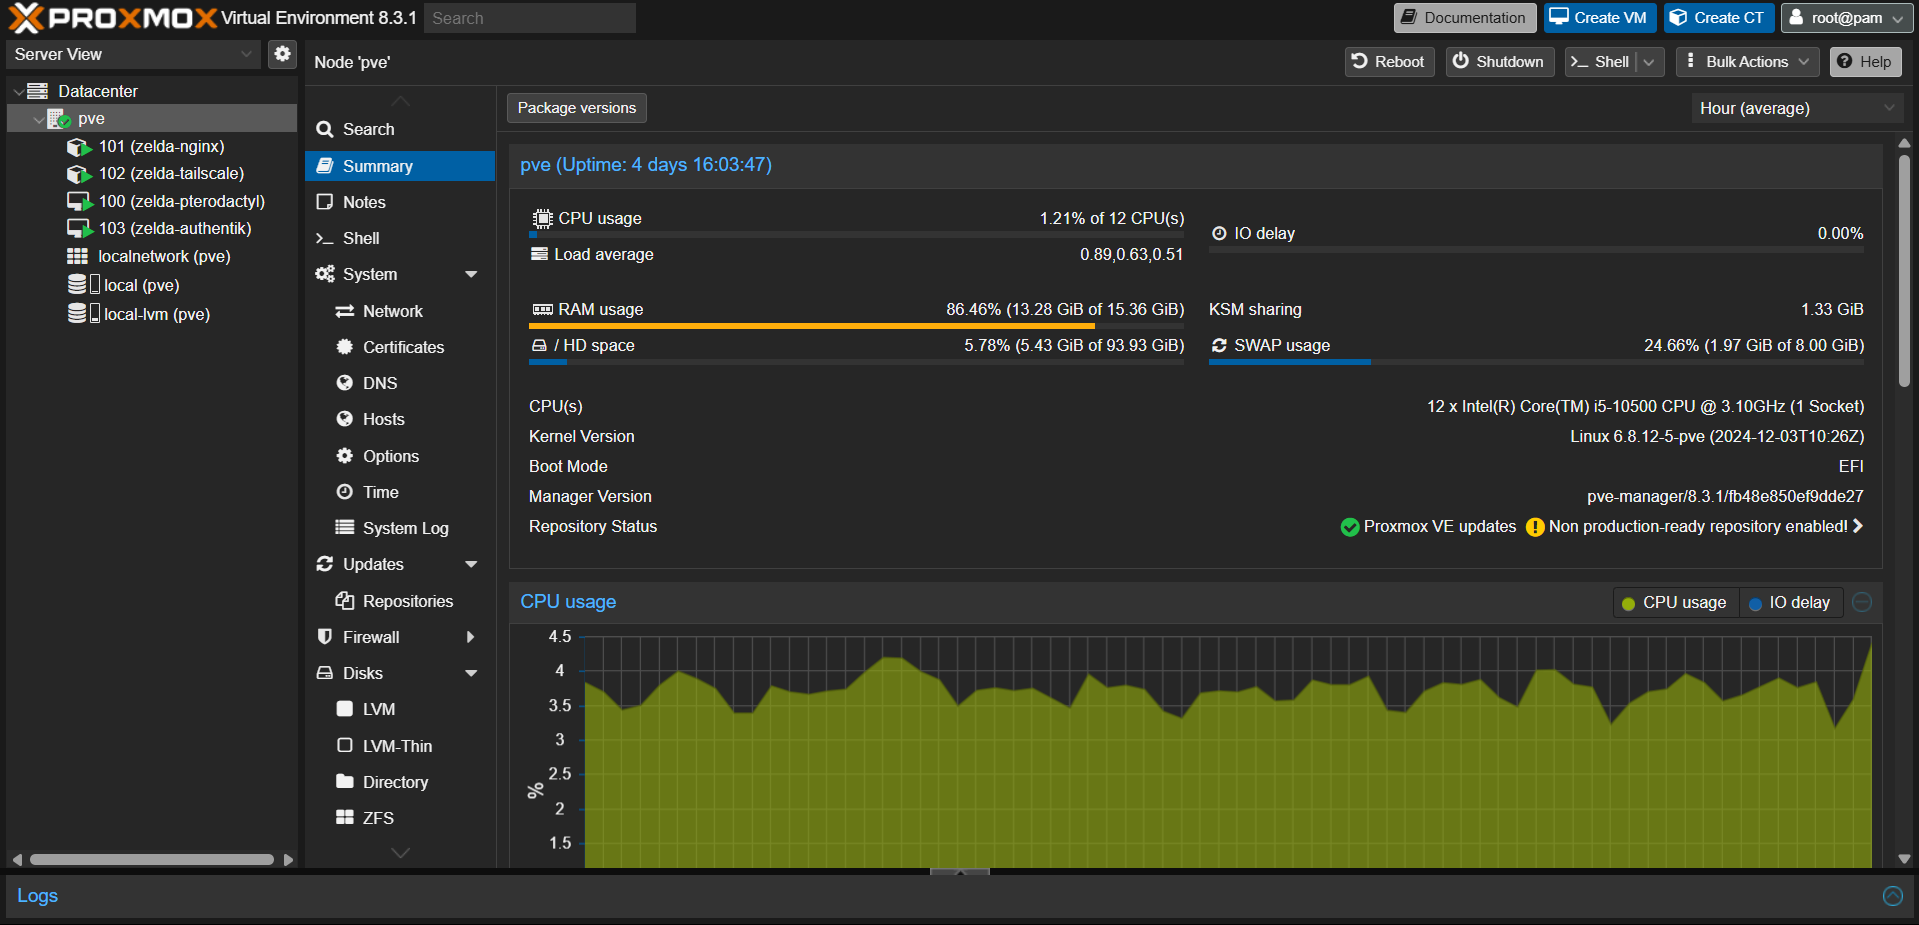 PROXMOX Virtual Environment 8.3.1 Search Documentation Create VM Create CT root@pam
Server View
Node 'pve' Reboot Shutdown Shell Bulk Actions Help
Datacenter
pve
101 (zelda-nginx)
102 (zelda-tailscale)
100 (zelda-pterodactyl)
103 (zelda-authentik)
localnetwork (pve)
local (pve)
local-lvm (pve)
Search
Summary
Notes
Shell
System
Network
Certificates
DNS
Hosts
Options
Time
System Log
Updates
Repositories
Firewall
Disks
LVM
LVM-Thin
Directory
ZFS
Package versions Hour (average)
pve (Uptime: 4 days 16:03:47)
CPU usage 1.21% of 12 CPU(s)
IO delay 0.00%
Load average 0.89,0.63,0.51
RAM usage 86.46% (13.28 GiB of 15.36 GiB) KSM sharing 1.33 GiB
/ HD space 5.78% (5.43 GiB of 93.93 GiB) SWAP usage 24.66% (1.97 GiB of 8.00 GiB)
CPU(s) 12 x Intel(R) Core(TM) i5-10500 CPU @ 3.10GHz (1 Socket)
Kernel Version Linux 6.8.12-5-pve (2024-12-03T10:26Z)
Boot Mode EFI
Manager Version pve-manager/8.3.1/fb48e850ef9dde27
Repository Status Proxmox VE updates Non production-ready repository enabled!
CPU usage CPU usage IO delay
4.5
4
3.5
3
2.5
%
2
1.5
Logs